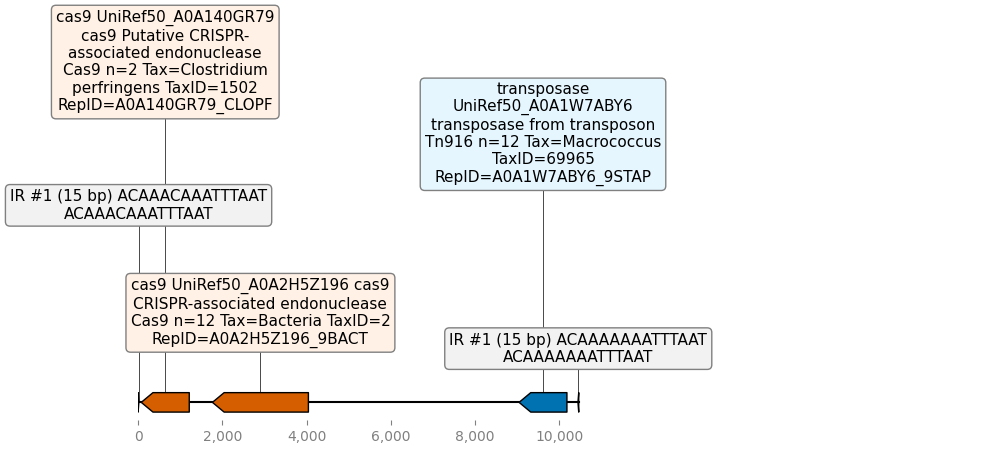 cas9 UniRef50_A0A140GR79
cas9 Putative CRISPR-
associated endonuclease
Cas9 n=2 Tax=Clostridium
perfringens TaxID=1502
RepID=A0A140GR79_CLOPF
transposase
UniRef50_A0A1W7ABY6
transposase from transposon
Tn916 n=12 Tax=Macrococcus
TaxID=69965
RepID=A0A1W7ABY6_9STAP
IR #1 (15 bp) ACAAACAAATTTAAT
ACAAACAAATTTAAT
cas9 UniRef50_A0A2H5Z196 cas9
CRISPR-associated endonuclease
Cas9 n=12 Tax=Bacteria TaxID=2
RepID=A0A2H5Z196_9BACT
IR #1 (15 bp) ACAAAAAAATTTAAT
ACAAAAAAATTTAAT
0 2,000 4,000 6,000 8,000 10,000